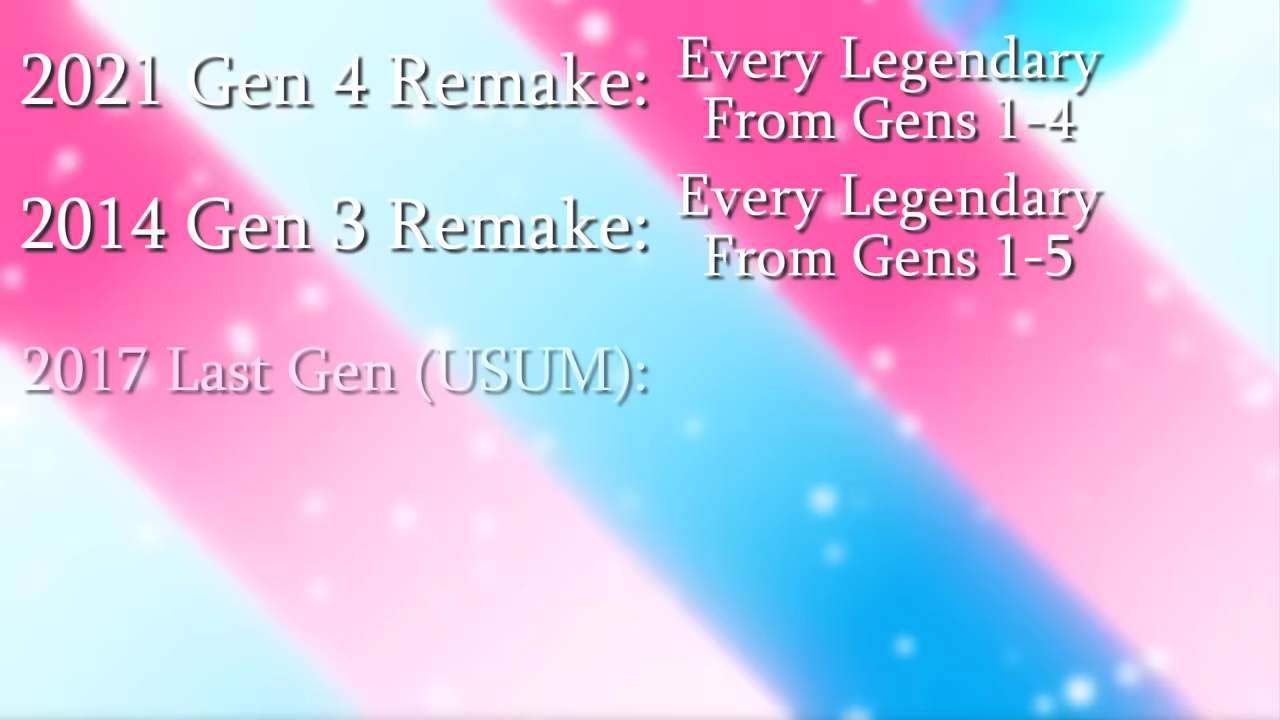 2021 Gen 4 Remake:
Every Legendary
From Gens 1-4
2014 Gen 3 Remake:
Every Legendary
From Gens 1-5
2017 Last Gen (USUM):